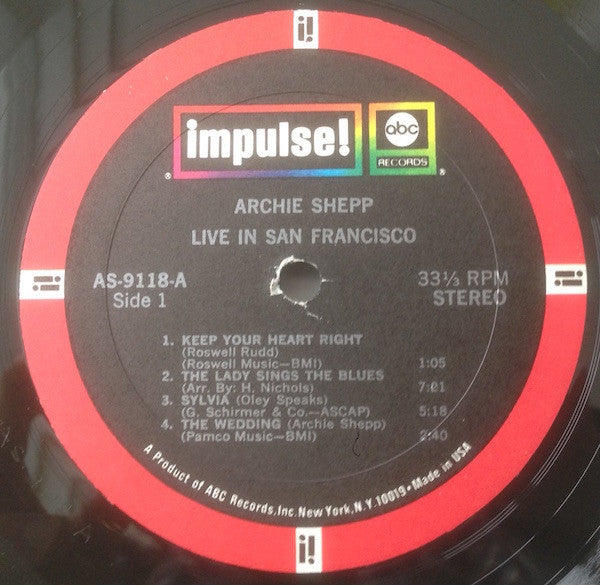 i!
impulse!
abc
RECORDS
®
®
ARCHIE SHEPP
LIVE IN SAN FRANCISCO
AS-9118-A
Side 1
33⅓ RPM
STEREO
i!
i!
1. KEEP YOUR HEART RIGHT
(Roswell Rudd)
(Roswell Music—BMI) 1:05
2. THE LADY SINGS THE BLUES
(Arr. By: H. Nichols) 7:21
3. SYLVIA (Oley Speaks)
(G. Schirmer & Co.—ASCAP) 5:18
4. THE WEDDING (Archie Shepp)
(Pamco Music—BMI) 2:40
A Product of ABC Records, Inc. New York, N.Y. 10019 • Made in USA
i!